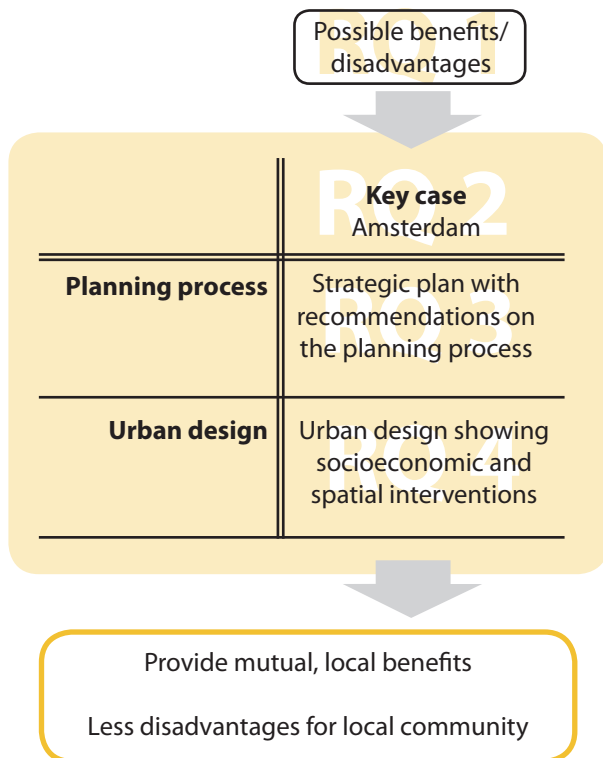 RQ 1
Possible benefits/
disadvantages
RQ 2
Key case
Amsterdam
Planning process
RQ 3
Strategic plan with
recommendations on
the planning process
Urban design
RQ 4
Urban design showing
socioeconomic and
spatial interventions
Provide mutual, local benefits
Less disadvantages for local community